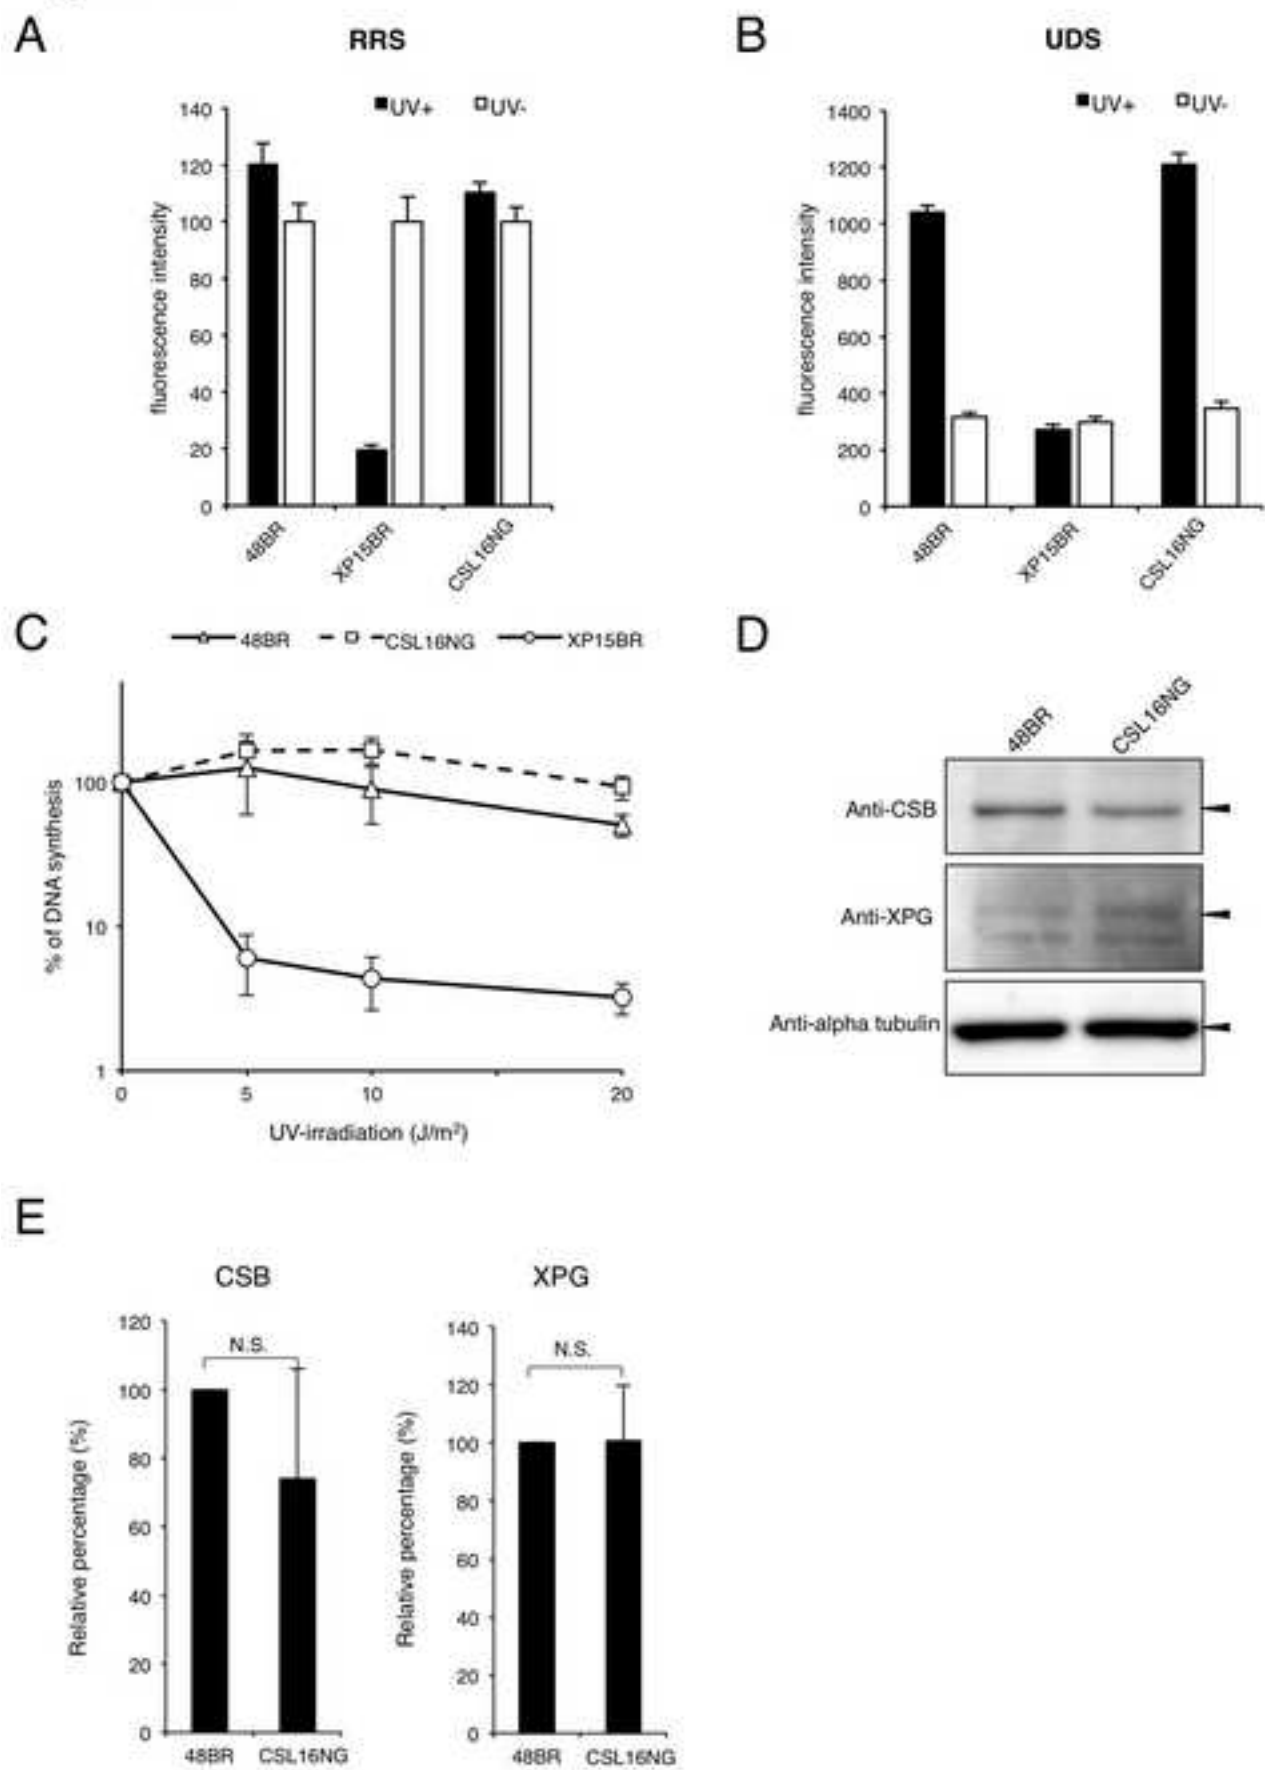 A
RRS
UV+ UV-
fluorescence intensity
140
120
100
80
60
40
20
0
48BR
XP15BR
CSL16NG
B
UDS
UV+ UV-
fluorescence intensity
1400
1200
1000
800
600
400
200
0
48BR
XP15BR
CSL16NG
C
48BR CSL16NG XP15BR
% of DNA synthesis
100
10
1
0 5 10 20
UV-irradiation (J/m²)
D
48BR
CSL16NG
Anti-CSB
Anti-XPG
Anti-alpha tubulin
E
CSB
N.S.
Relative percentage (%)
120
100
80
60
40
20
0
48BR CSL16NG
XPG
N.S.
Relative percentage (%)
140
120
100
80
60
40
20
0
48BR CSL16NG